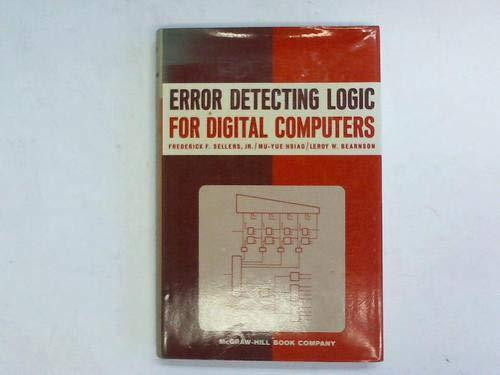 ERROR DETECTING LOGIC
FOR DIGITAL COMPUTERS
FREDERICK F. SELLERS, JR./MU-YUE HSIAO/LEROY W. BEARNSON
McGRAW-HILL BOOK COMPANY